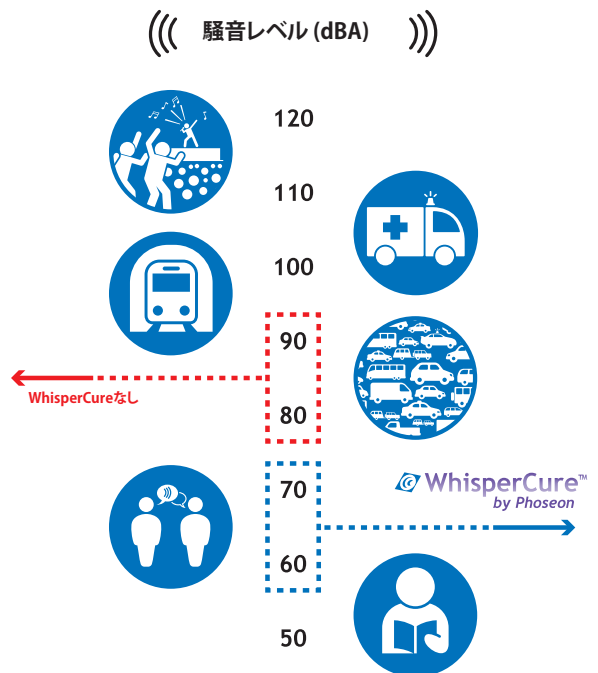 騒音レベル (dBA)
120
110
100
90
WhisperCureなし
80
70
WhisperCure™
by Phoseon
60
50